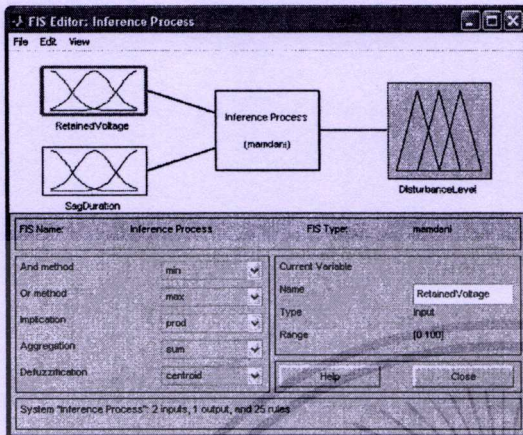 FIS Editor: Inference Process
File Edit View
RetainedVoltage
SagDuration
Inference Process
(mamdani)
DisturbanceLevel
FIS Name: Inference Process FIS Type: mamdani
And method min
Or method max
Implication prod
Aggregation sum
Defuzzification centroid
Current Variable
Name RetainedVoltage
Type input
Range [0 100]
Help Close
System "Inference Process": 2 inputs, 1 output, and 25 rules